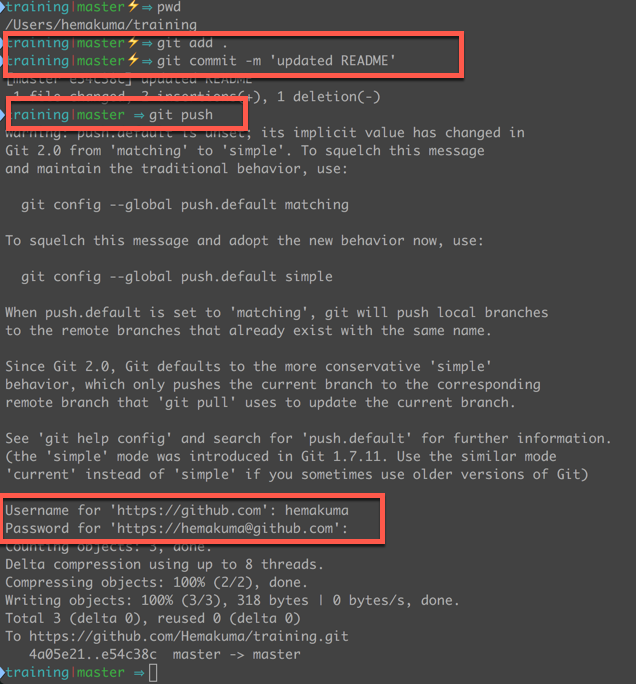 training|master⚡⇒ pwd
/Users/hemakuma/training
training|master⚡⇒ git add .
training|master⚡⇒ git commit -m 'updated README'
[master e54c38c] updated README
1 file changed, 3 insertions(+), 1 deletion(-)
training|master ⇒ git push
warning: push.default is unset; its implicit value has changed in
Git 2.0 from 'matching' to 'simple'. To squelch this message
and maintain the traditional behavior, use:
git config --global push.default matching
To squelch this message and adopt the new behavior now, use:
git config --global push.default simple
When push.default is set to 'matching', git will push local branches
to the remote branches that already exist with the same name.
Since Git 2.0, Git defaults to the more conservative 'simple'
behavior, which only pushes the current branch to the corresponding
remote branch that 'git pull' uses to update the current branch.
See 'git help config' and search for 'push.default' for further information.
(the 'simple' mode was introduced in Git 1.7.11. Use the similar mode
'current' instead of 'simple' if you sometimes use older versions of Git)
Username for 'https://github.com': hemakuma
Password for 'https://hemakuma@github.com':
Counting objects: 3, done.
Delta compression using up to 8 threads.
Compressing objects: 100% (2/2), done.
Writing objects: 100% (3/3), 318 bytes | 0 bytes/s, done.
Total 3 (delta 0), reused 0 (delta 0)
To https://github.com/Hemakuma/training.git
4a05e21..e54c38c  master -> master
training|master ⇒